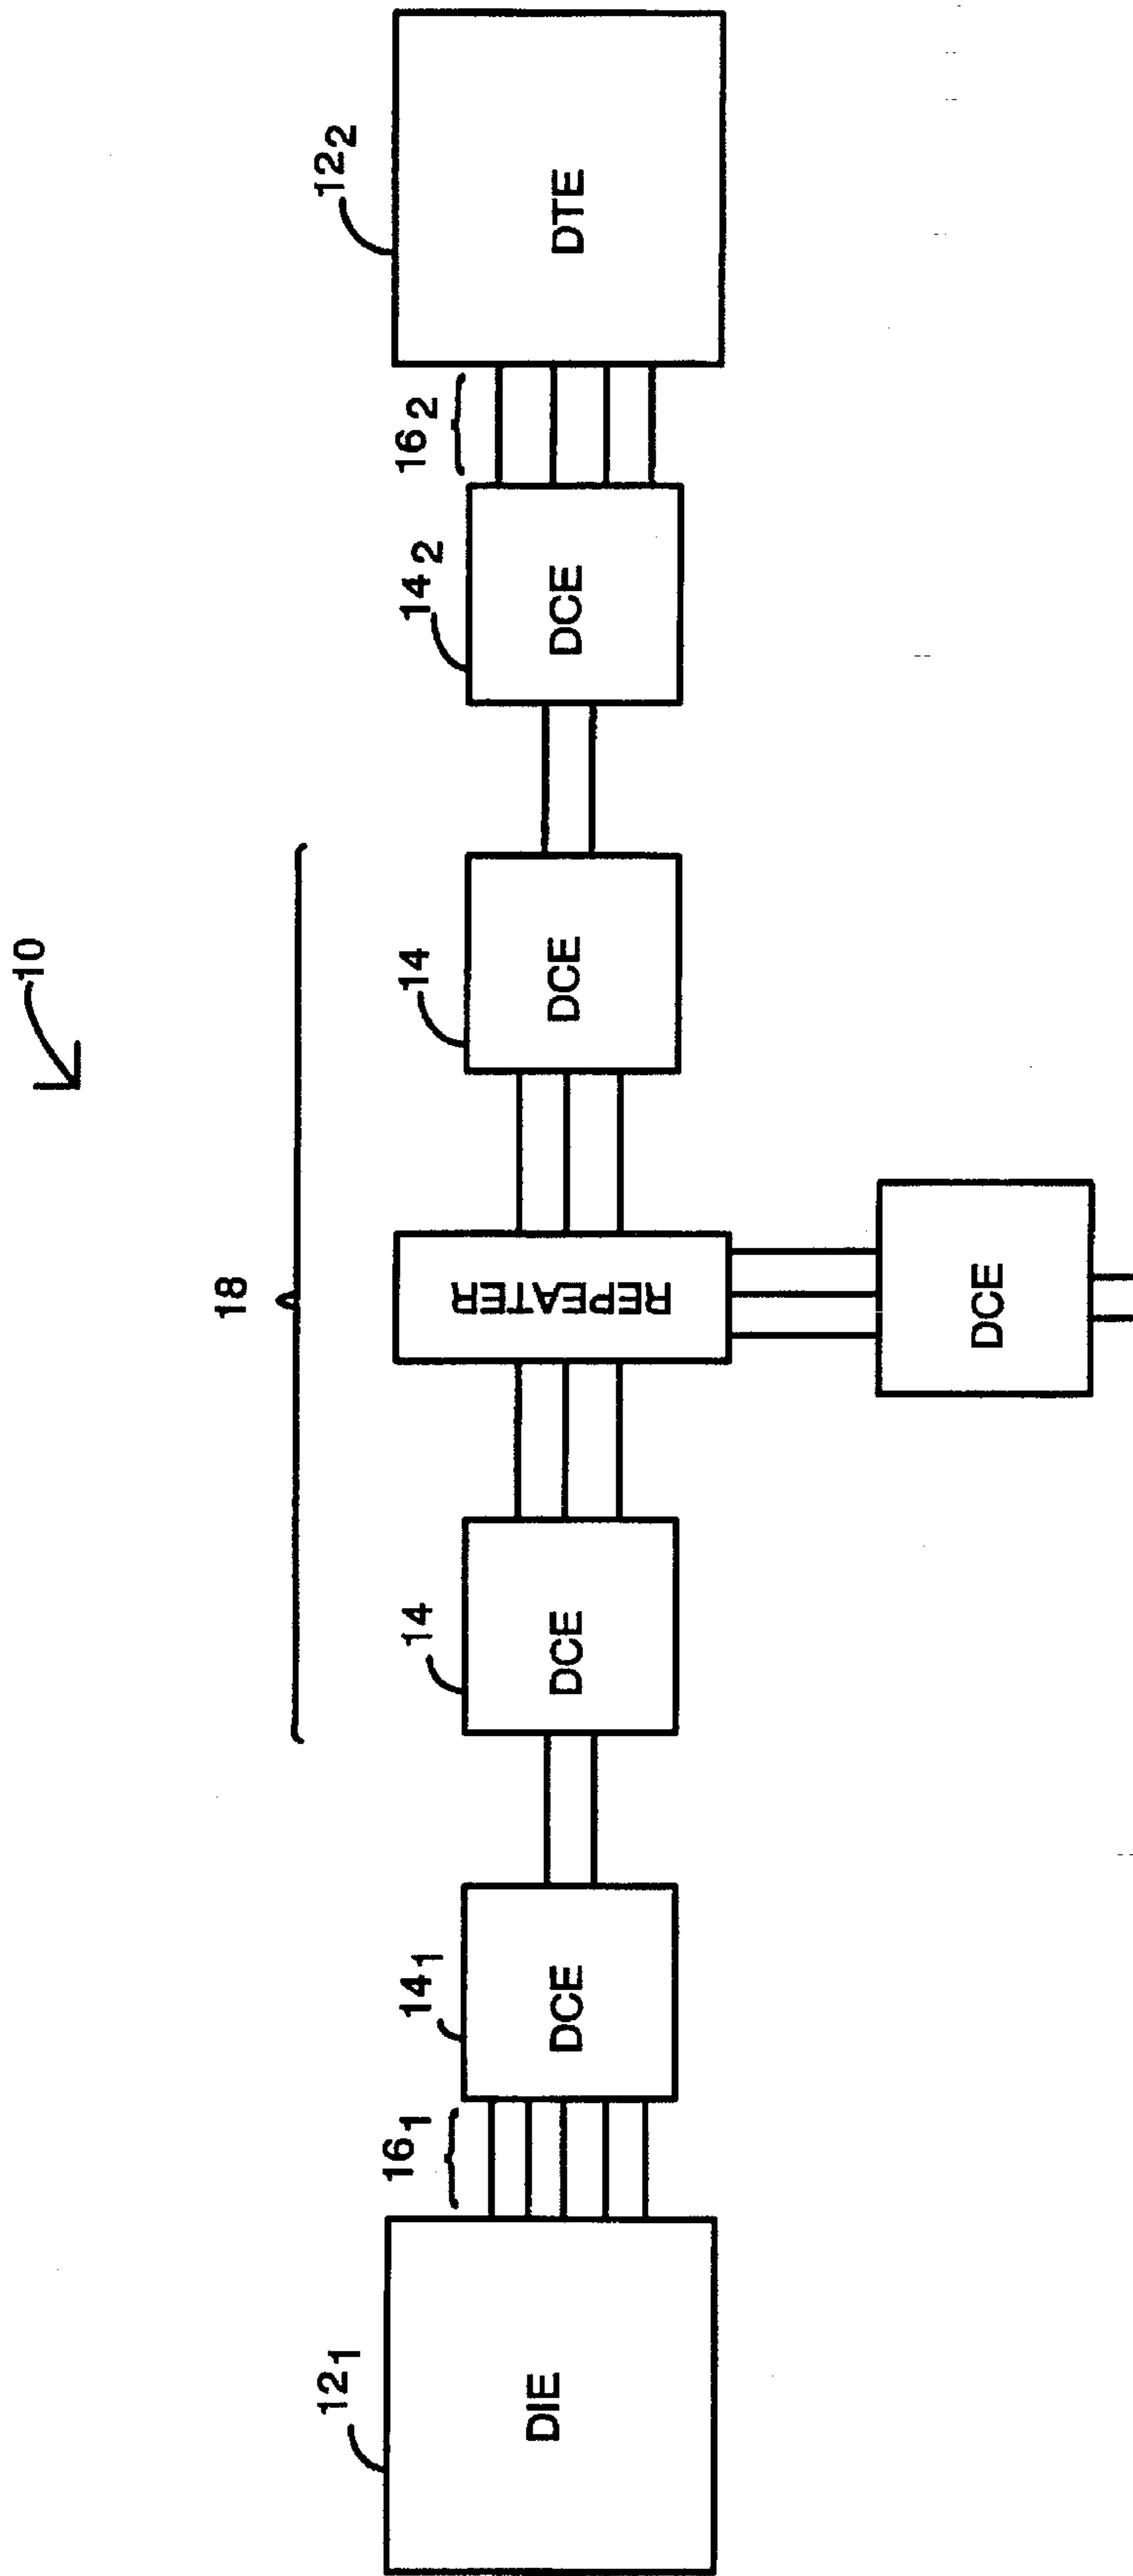 10
18
12₁
16₁
14₁
14
14
14₂
16₂
12₂
DIE
DCE
DCE
REPEATER
DCE
DCE
DTE
DCE